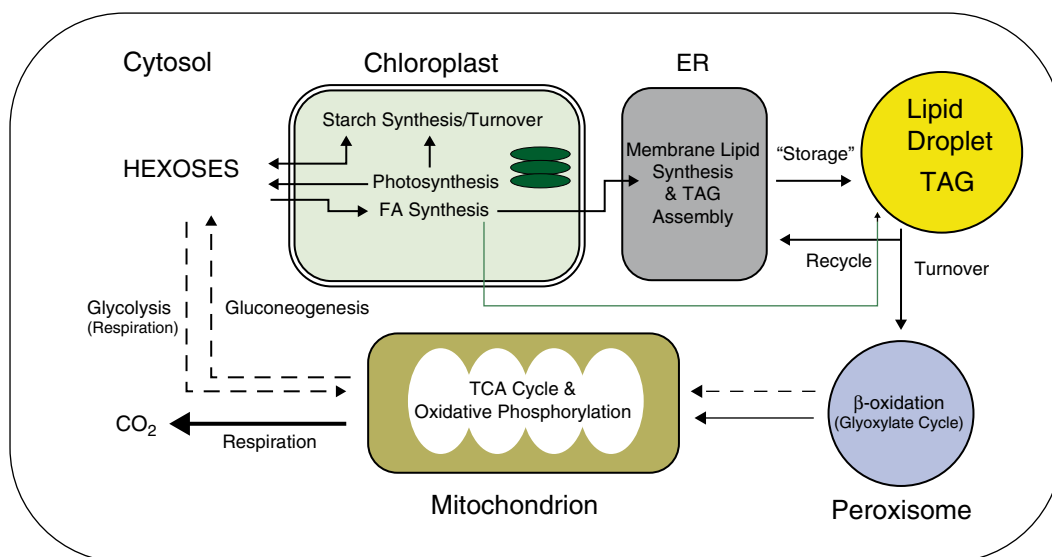 Cytosol
Chloroplast
ER
Lipid
Droplet
TAG
Starch Synthesis/Turnover
HEXOSES
Photosynthesis
FA Synthesis
Membrane Lipid
Synthesis
& TAG
Assembly
“Storage”
Recycle
Turnover
Glycolysis
(Respiration)
Gluconeogenesis
TCA Cycle &
Oxidative Phosphorylation
β-oxidation
(Glyoxylate Cycle)
CO2
Respiration
Mitochondrion
Peroxisome